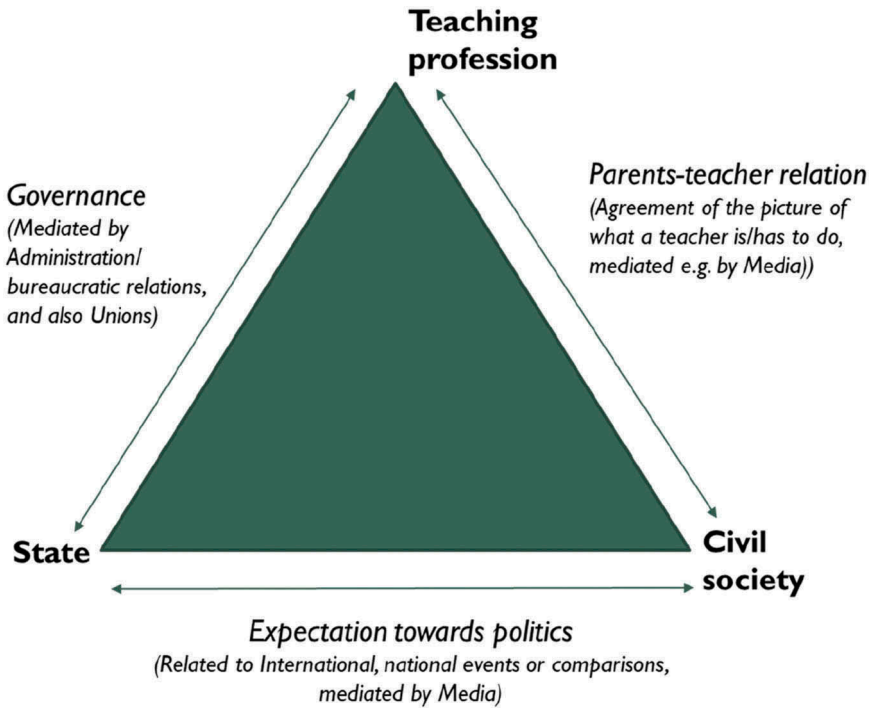 Teaching
profession
Governance
(Mediated by
Administration/
bureaucratic relations,
and also Unions)
Parents-teacher relation
(Agreement of the picture of
what a teacher is/has to do,
mediated e.g. by Media))
State
Civil
society
Expectation towards politics
(Related to International, national events or comparisons,
mediated by Media)